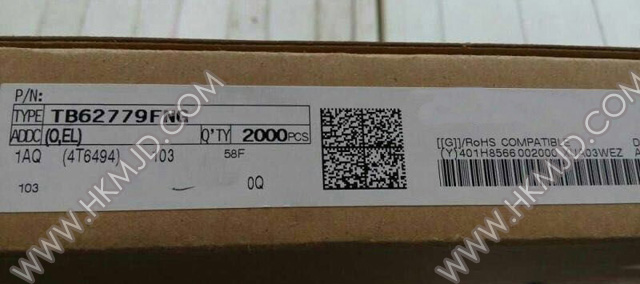 P/N:
TYPE TB62779FNG
ADDC (O,EL) Q'TY 2000PCS
1AQ (4T6494) 103 58F
103 0Q
[[G]]/RoHS COMPATIBLE
(Y)401H8566 002000
WWW.HKMJD.COM
WWW.HKMJD.COM
WWW.HKMJD.COM